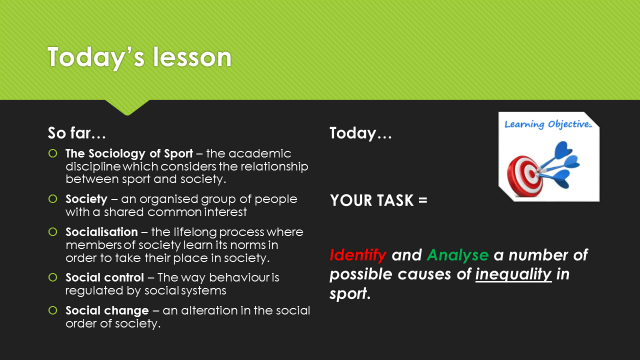 Today's lesson
So far…
The Sociology of Sport – the academic
discipline which considers the relationship
between sport and society.
Society – an organised group of people
with a shared common interest
Socialisation – the lifelong process where
members of society learn its norms in
order to take their place in society.
Social control – The way behaviour is
regulated by social systems
Social change – an alteration in the social
order of society.
Today…
Learning Objective.
YOUR TASK =
Identify and Analyse a number of
possible causes of inequality in
sport.